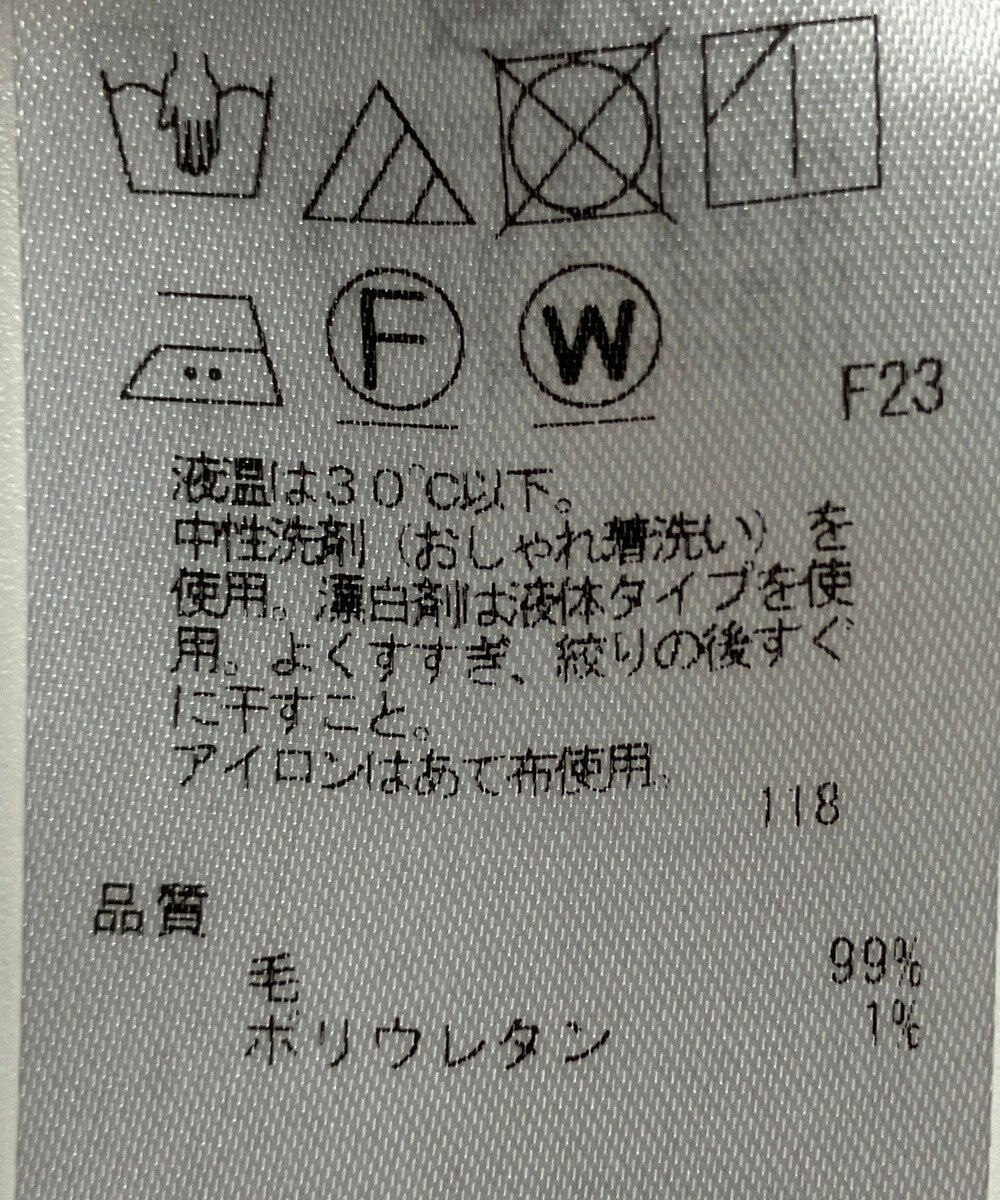 F W
F23
液温は30℃以下。
中性洗剤（おしゃれ着洗い）を
使用。漂白剤は液体タイプを使
用。よくすすぎ、絞りの後すぐ
に干すこと。
アイロンはあて布使用。
118
品質
毛 99%
ポリウレタン 1%